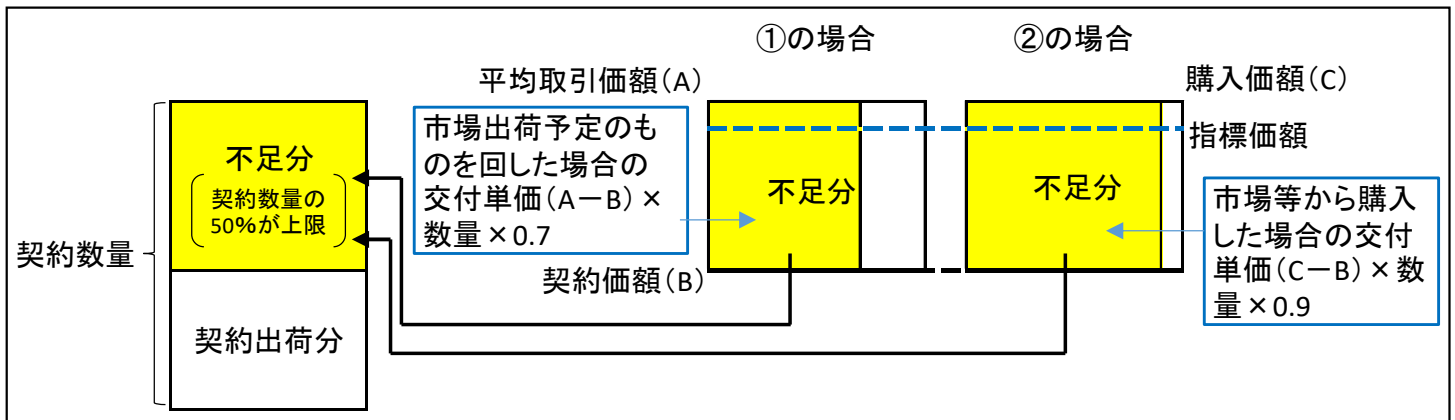 ①の場合
②の場合
平均取引価額(A)
購入価額(C)
指標価額
市場出荷予定のも
のを回した場合の
交付単価(A－B)×
数量×0.7
不足分
契約数量の
50%が上限
不足分
不足分
市場等から購入
した場合の交付
単価(C－B)×数
量×0.9
契約数量
契約価額(B)
契約出荷分